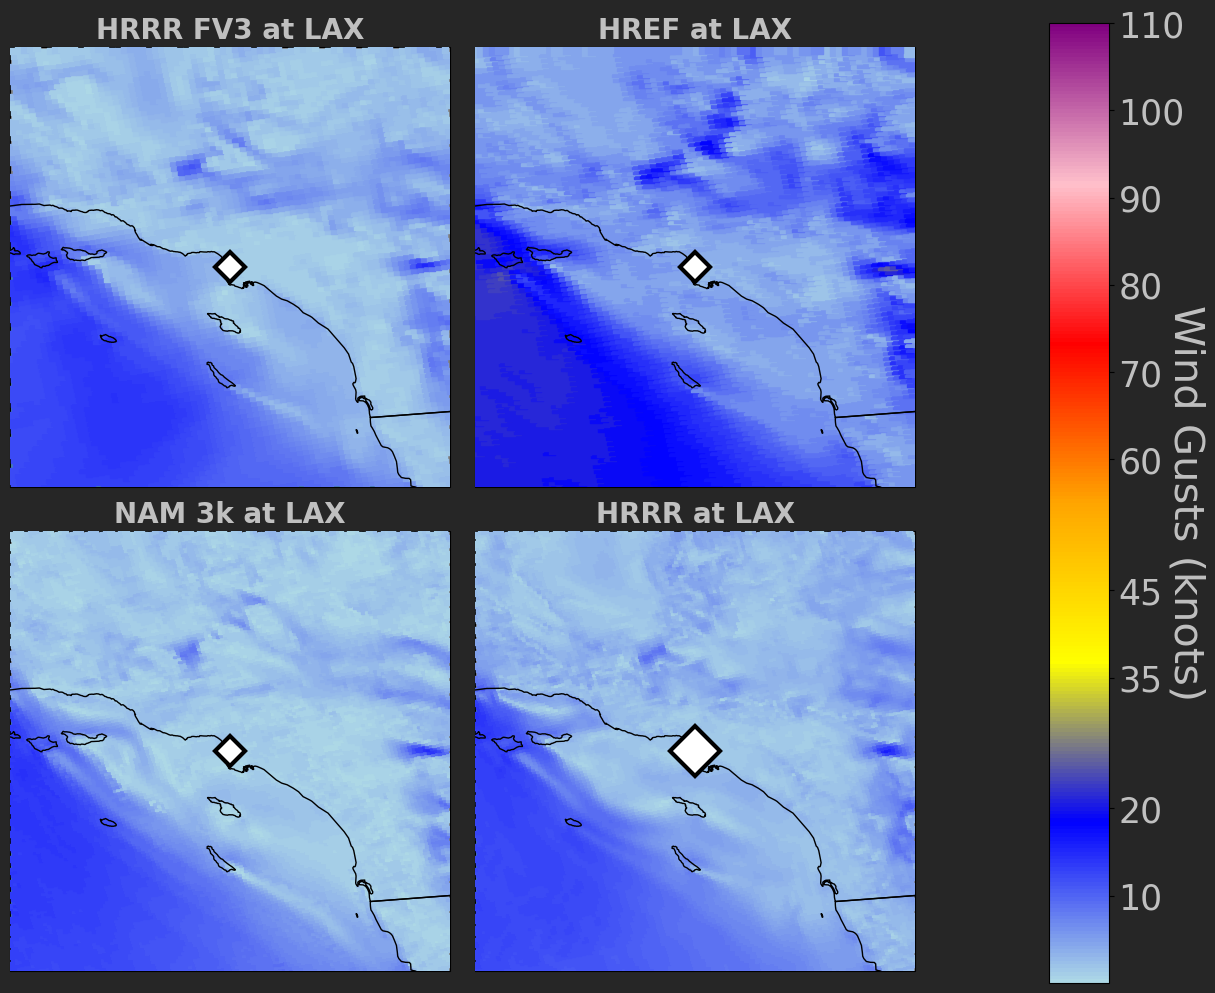 HRRR FV3 at LAX
HREF at LAX
NAM 3k at LAX
HRRR at LAX
110
100
90
80
70
60
45
35
20
10
Wind Gusts (knots)